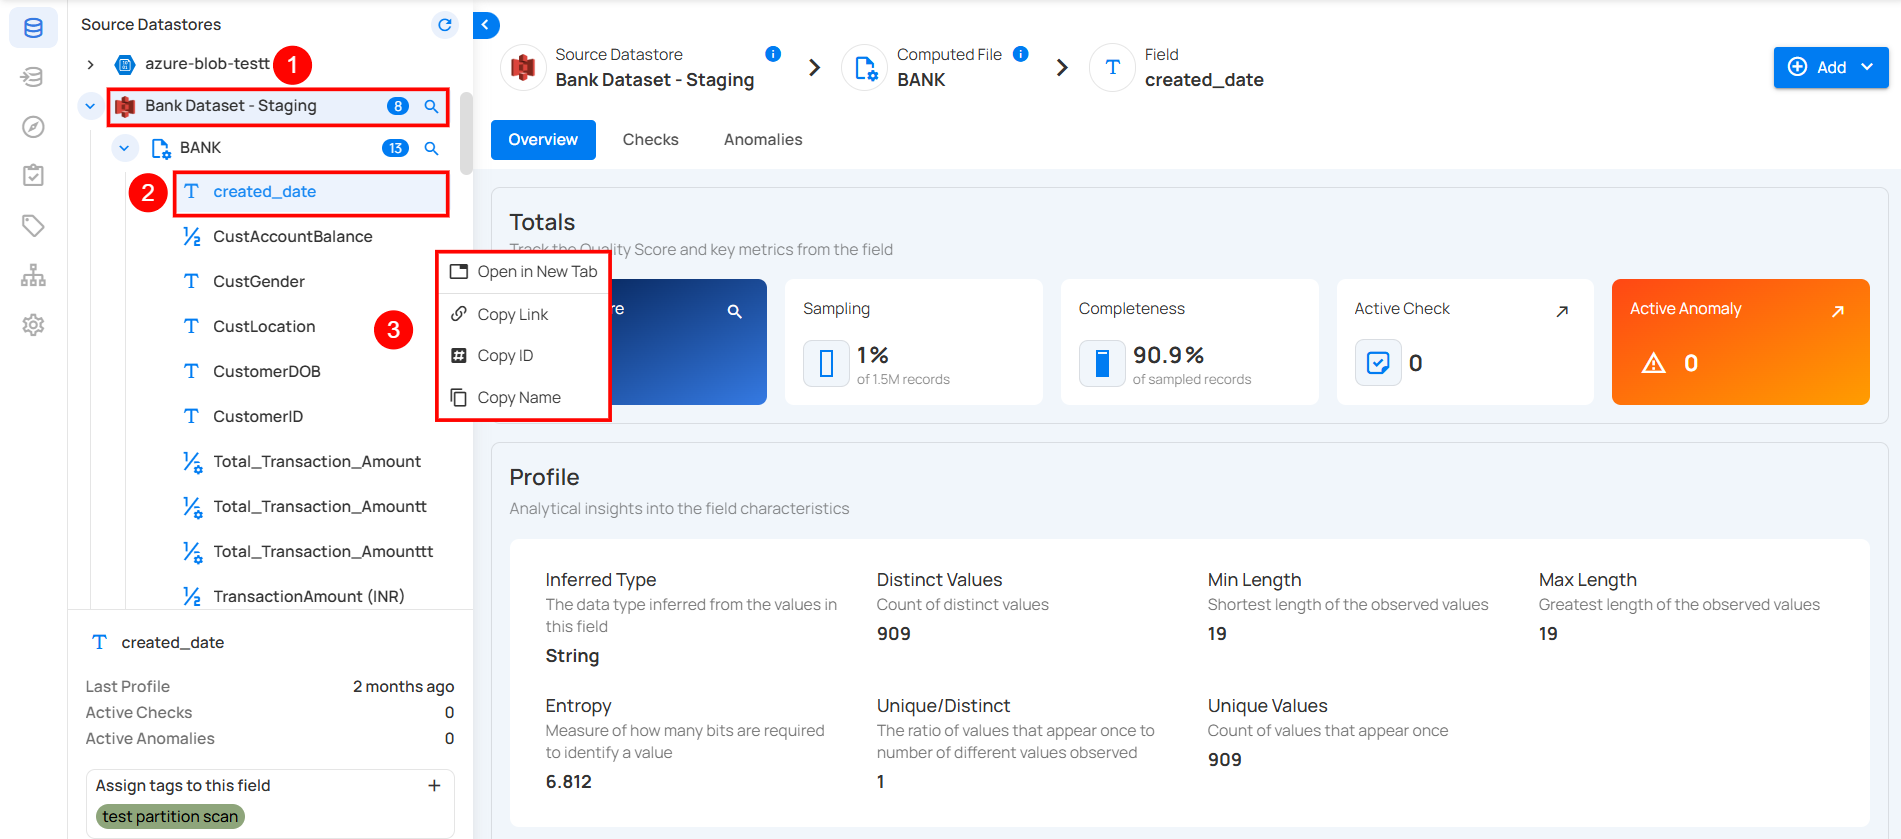 Source Datastores
azure-blob-testt
1
Bank Dataset - Staging
8
BANK
13
2
created_date
CustAccountBalance
CustGender
CustLocation
CustomerDOB
CustomerID
Total_Transaction_Amount
Total_Transaction_Amountt
Total_Transaction_Amounttt
TransactionAmount (INR)
3
Open in New Tab
Copy Link
Copy ID
Copy Name
created_date
Last Profile
2 months ago
Active Checks
0
Active Anomalies
0
Assign tags to this field
test partition scan
Source Datastore
Bank Dataset - Staging
Computed File
BANK
Field
created_date
Add
Overview
Checks
Anomalies
Totals
Track the Quality Score and key metrics from the field
re
Sampling
1%
of 1.5M records
Completeness
90.9%
of sampled records
Active Check
0
Active Anomaly
0
Profile
Analytical insights into the field characteristics
Inferred Type
The data type inferred from the values in
this field
String
Distinct Values
Count of distinct values
909
Min Length
Shortest length of the observed values
19
Max Length
Greatest length of the observed values
19
Entropy
Measure of how many bits are required
to identify a value
6.812
Unique/Distinct
The ratio of values that appear once to
number of different values observed
1
Unique Values
Count of values that appear once
909